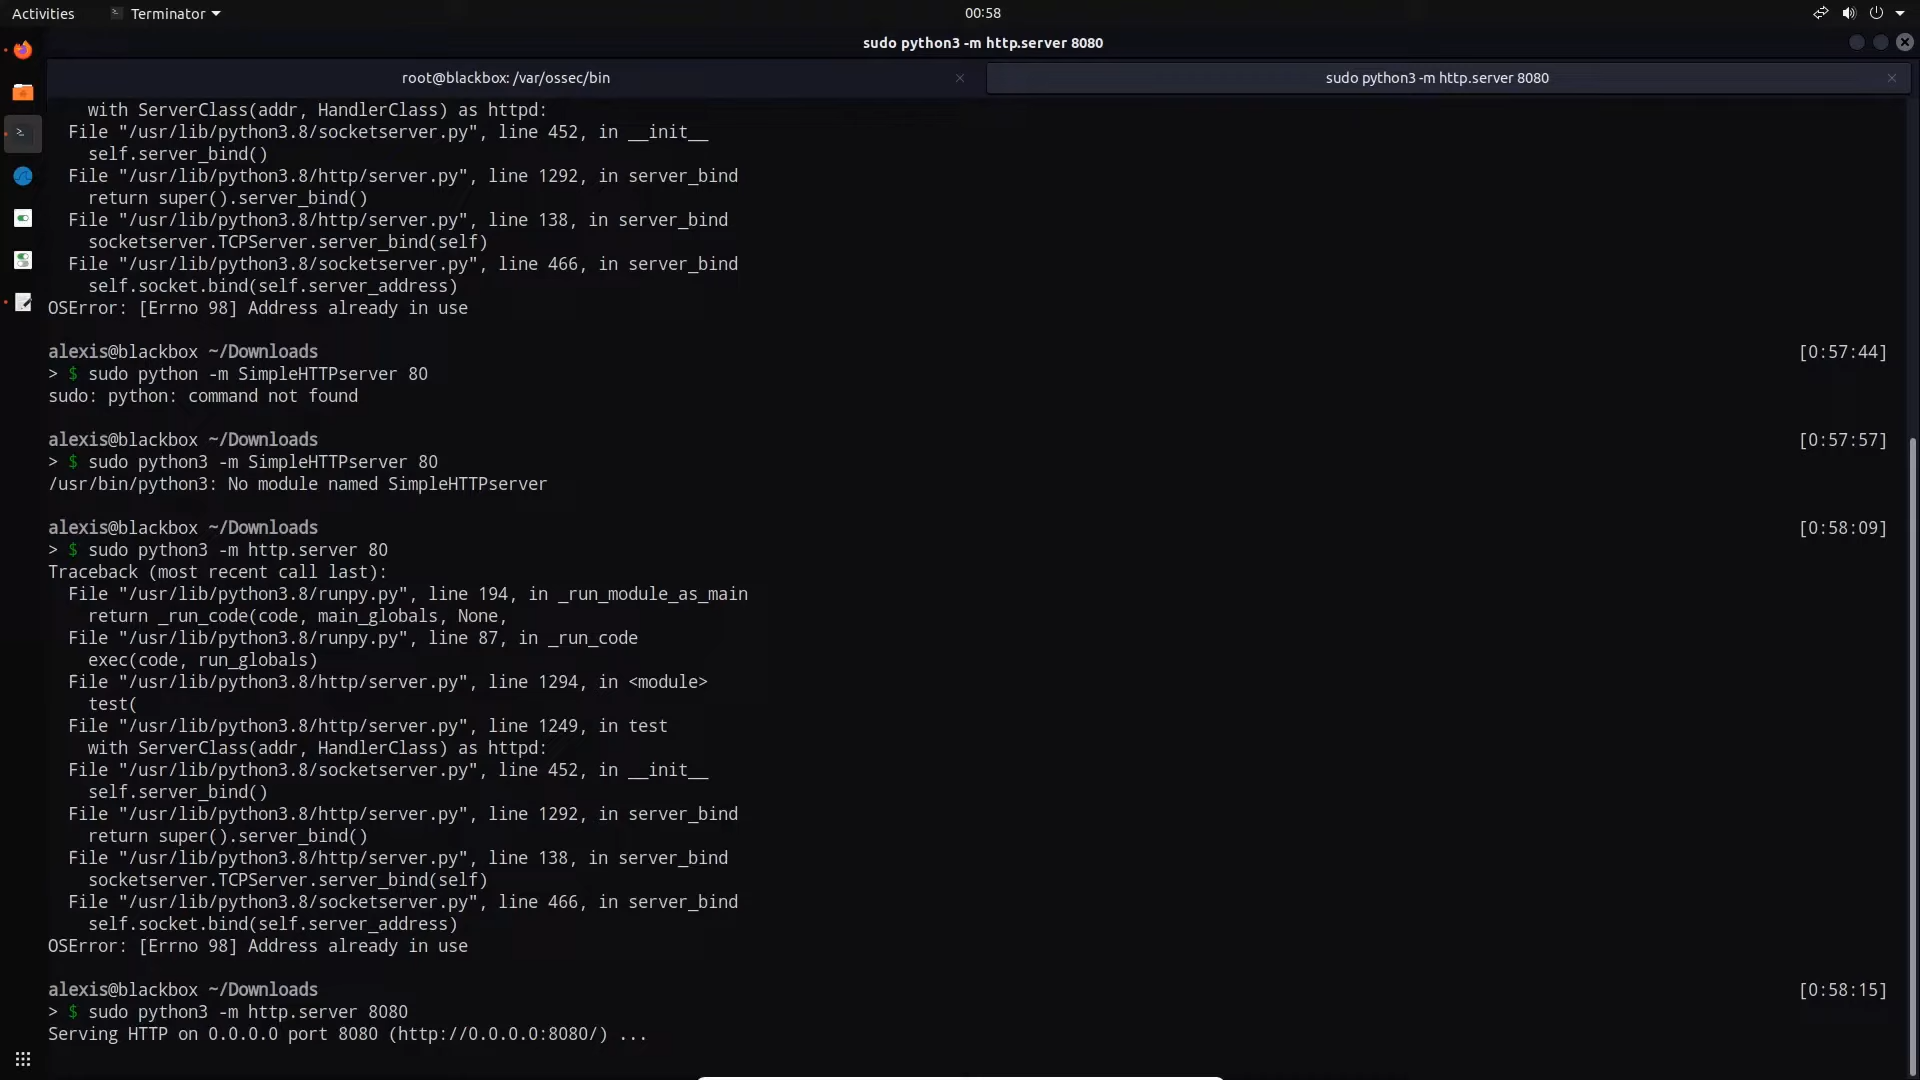 Activities Terminator 00:58
sudo python3 -m http.server 8080
root@blackbox: /var/ossec/bin × sudo python3 -m http.server 8080 ×
with ServerClass(addr, HandlerClass) as httpd:
File "/usr/lib/python3.8/socketserver.py", line 452, in __init__
self.server_bind()
File "/usr/lib/python3.8/http/server.py", line 1292, in server_bind
return super().server_bind()
File "/usr/lib/python3.8/http/server.py", line 138, in server_bind
socketserver.TCPServer.server_bind(self)
File "/usr/lib/python3.8/socketserver.py", line 466, in server_bind
self.socket.bind(self.server_address)
OSError: [Errno 98] Address already in use
alexis@blackbox ~/Downloads [0:57:44]
> $ sudo python -m SimpleHTTPserver 80
sudo: python: command not found
alexis@blackbox ~/Downloads [0:57:57]
> $ sudo python3 -m SimpleHTTPserver 80
/usr/bin/python3: No module named SimpleHTTPserver
alexis@blackbox ~/Downloads [0:58:09]
> $ sudo python3 -m http.server 80
Traceback (most recent call last):
File "/usr/lib/python3.8/runpy.py", line 194, in _run_module_as_main
return _run_code(code, main_globals, None,
File "/usr/lib/python3.8/runpy.py", line 87, in _run_code
exec(code, run_globals)
File "/usr/lib/python3.8/http/server.py", line 1294, in <module>
test(
File "/usr/lib/python3.8/http/server.py", line 1249, in test
with ServerClass(addr, HandlerClass) as httpd:
File "/usr/lib/python3.8/socketserver.py", line 452, in __init__
self.server_bind()
File "/usr/lib/python3.8/http/server.py", line 1292, in server_bind
return super().server_bind()
File "/usr/lib/python3.8/http/server.py", line 138, in server_bind
socketserver.TCPServer.server_bind(self)
File "/usr/lib/python3.8/socketserver.py", line 466, in server_bind
self.socket.bind(self.server_address)
OSError: [Errno 98] Address already in use
alexis@blackbox ~/Downloads [0:58:15]
> $ sudo python3 -m http.server 8080
Serving HTTP on 0.0.0.0 port 8080 (http://0.0.0.0:8080/) ...